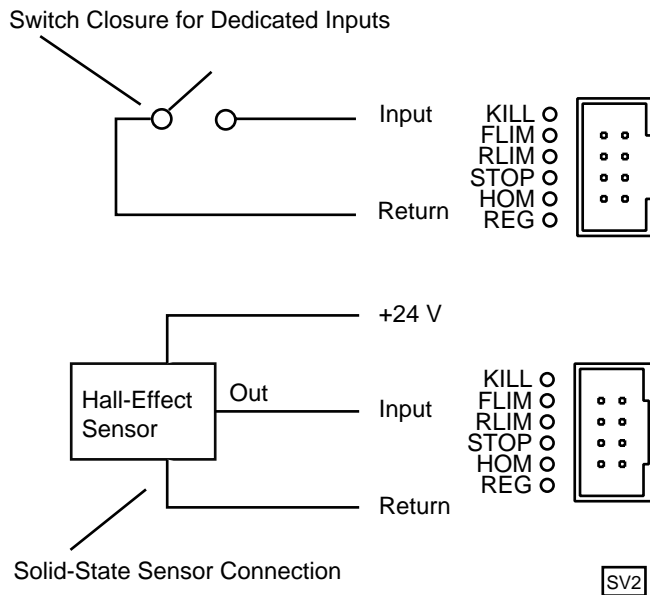 Switch Closure for Dedicated Inputs
Input
Return
KILL
FLIM
RLIM
STOP
HOM
REG
+24 V
Hall-Effect
Sensor
Out
Input
Return
KILL
FLIM
RLIM
STOP
HOM
REG
Solid-State Sensor Connection
SV2